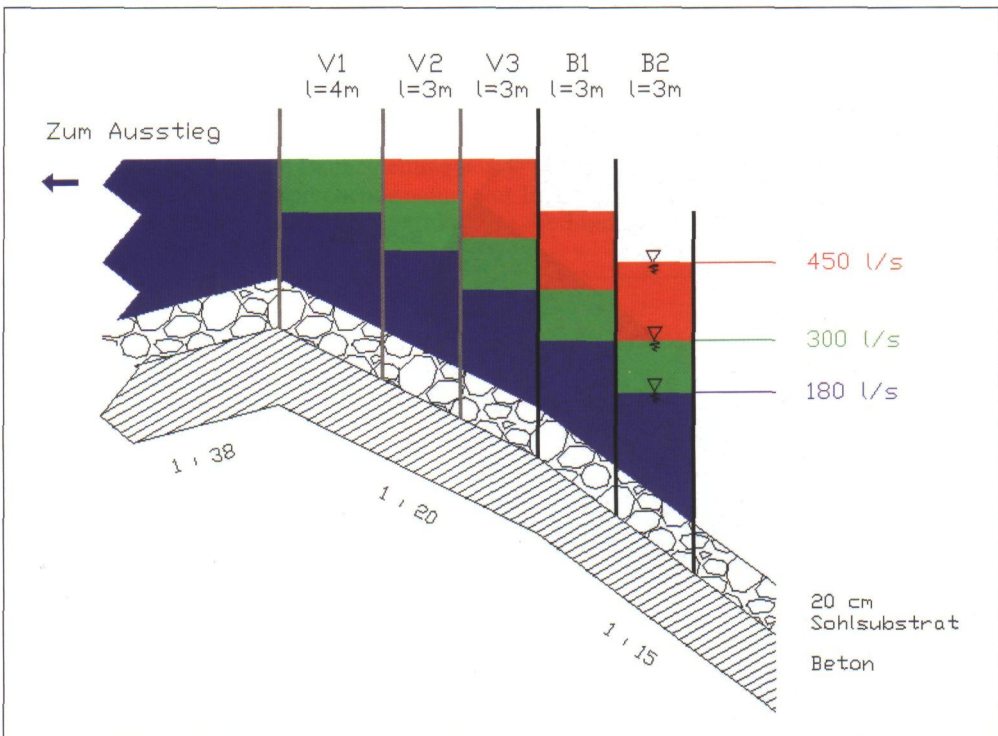 V1
l=4m
V2
l=3m
V3
l=3m
B1
l=3m
B2
l=3m
Zum Ausstieg
450 l/s
300 l/s
180 l/s
1 : 38
1 : 20
1 : 15
20 cm
Sohlsubstrat
Beton